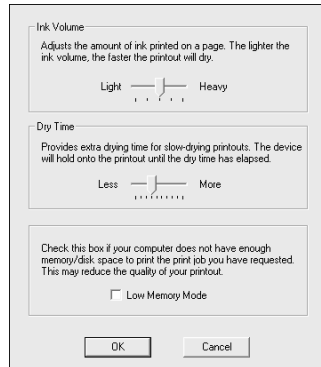 Ink Volume
Adjusts the amount of ink printed on a page. The lighter the
ink volume, the faster the printout will dry.
Light Heavy
Dry Time
Provides extra drying time for slow-drying printouts. The device
will hold onto the printout until the dry time has elapsed.
Less More
Check this box if your computer does not have enough
memory/disk space to print the print job you have requested.
This may reduce the quality of your printout.
Low Memory Mode
OK Cancel